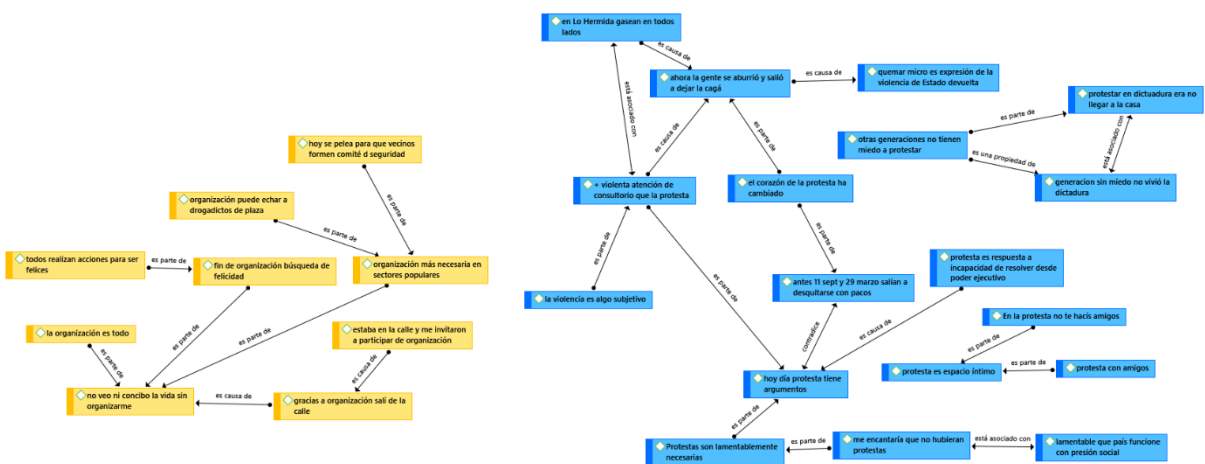 en Lo Hermida gasean en todos
lados
es causa de
ahora la gente se aburrió y salió
a dejar la cagá
es causa de
quemar micro es expresión de la
violencia de Estado devuelta
está asociado con
es causa de
es parte de
protestar en dictuadura era no
llegar a la casa
es parte de
otras generaciones no tienen
miedo a protestar
es una propiedad de
está asociado con
generacion sin miedo no vivió la
dictadura
+ violenta atención de
consultorio que la protesta
el corazón de la protesta ha
cambiado
es parte de
es parte de
es parte de
la violencia es algo subjetivo
antes 11 sept y 29 marzo salían a
desquitarse con pacos
protesta es respuesta a
incapacidad de resolver desde
poder ejecutivo
contradice
es causa de
hoy día protesta tiene
argumentos
En la protesta no te hacís amigos
es parte de
protesta es espacio íntimo
es parte de
protesta con amigos
es parte de
Protestas son lamentablemente
necesarias
es parte de
me encantaría que no hubieran
protestas
está asociado con
lamentable que país funcione
con presión social
hoy se pelea para que vecinos
formen comité d seguridad
es parte de
organización puede echar a
drogadictos de plaza
es parte de
todos realizan acciones para ser
felices
es parte de
fin de organización búsqueda de
felicidad
organización más necesaria en
sectores populares
es parte de
es parte de
la organización es todo
es parte de
estaba en la calle y me invitaron
a participar de organización
es causa de
no veo ni concibo la vida sin
organizarme
es causa de
gracias a organización salí de la
calle